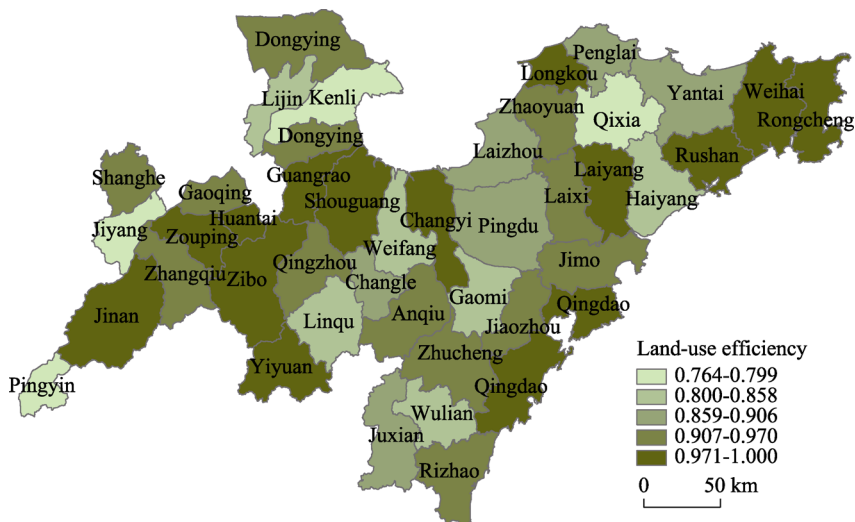 Dongying
Penglai
Longkou
Lijin
Kenli
Zhaoyuan
Yantai
Weihai
Qixia
Rongcheng
Dongying
Laizhou
Rushan
Shanghe
Guangrao
Laiyang
Gaoqing
Shouguang
Laixi
Haiyang
Jiyang
Huantai
Changyi
Pingdu
Zouping
Weifang
Zhangqiu
Zibo
Qingzhou
Jimo
Changle
Gaomi
Qingdao
Jinan
Linqu
Anqiu
Jiaozhou
Zhucheng
Land-use efficiency
Yiyuan
Pingyin
Qingdao
0.764-0.799
0.800-0.858
Wulian
0.859-0.906
Juxian
0.907-0.970
0.971-1.000
Rizhao
0 50 km